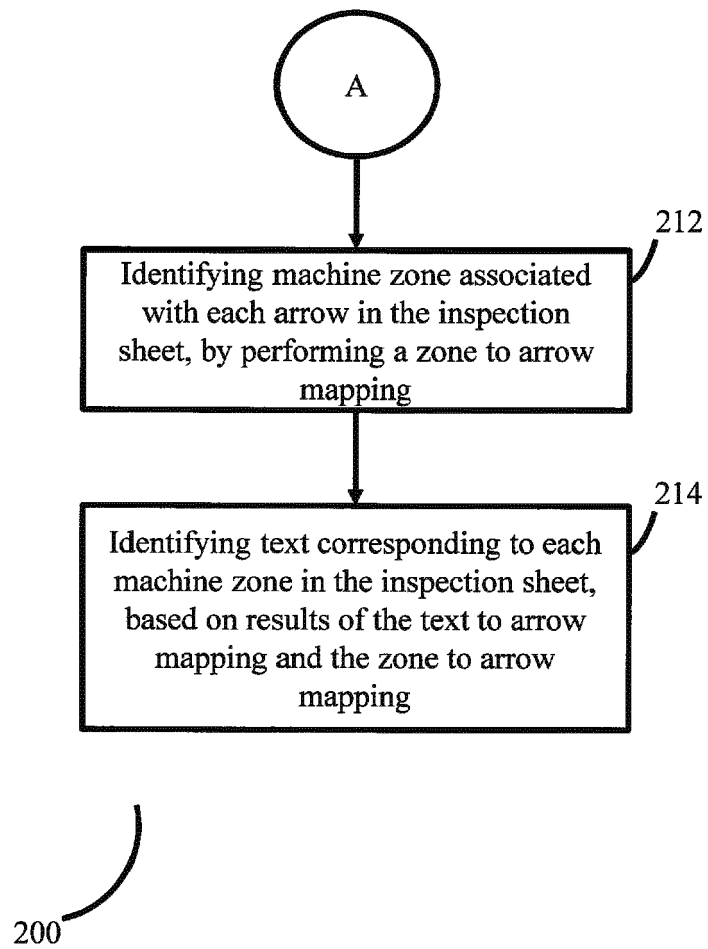 A
212
Identifying machine zone associated
with each arrow in the inspection
sheet, by performing a zone to arrow
mapping
214
Identifying text corresponding to each
machine zone in the inspection sheet,
based on results of the text to arrow
mapping and the zone to arrow
mapping
200